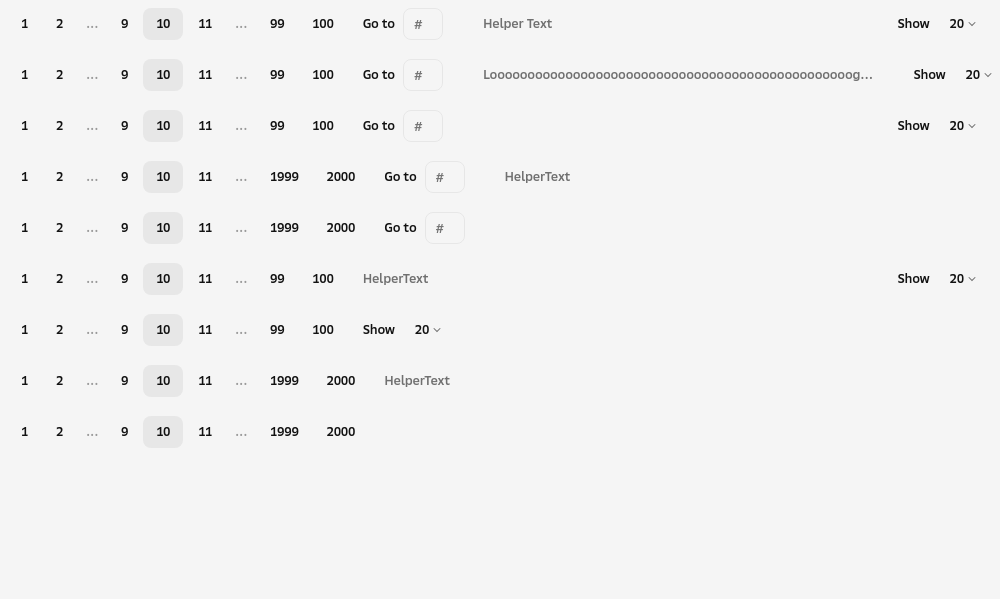 1 2 ... 9 10 11 ... 99 100 Go to # Helper Text Show 20
1 2 ... 9 10 11 ... 99 100 Go to # Looooooooooooooooooooooooooooooooooooooooooooooooog... Show 20
1 2 ... 9 10 11 ... 99 100 Go to # Show 20
1 2 ... 9 10 11 ... 1999 2000 Go to # HelperText
1 2 ... 9 10 11 ... 1999 2000 Go to #
1 2 ... 9 10 11 ... 99 100 HelperText Show 20
1 2 ... 9 10 11 ... 99 100 Show 20
1 2 ... 9 10 11 ... 1999 2000 HelperText
1 2 ... 9 10 11 ... 1999 2000